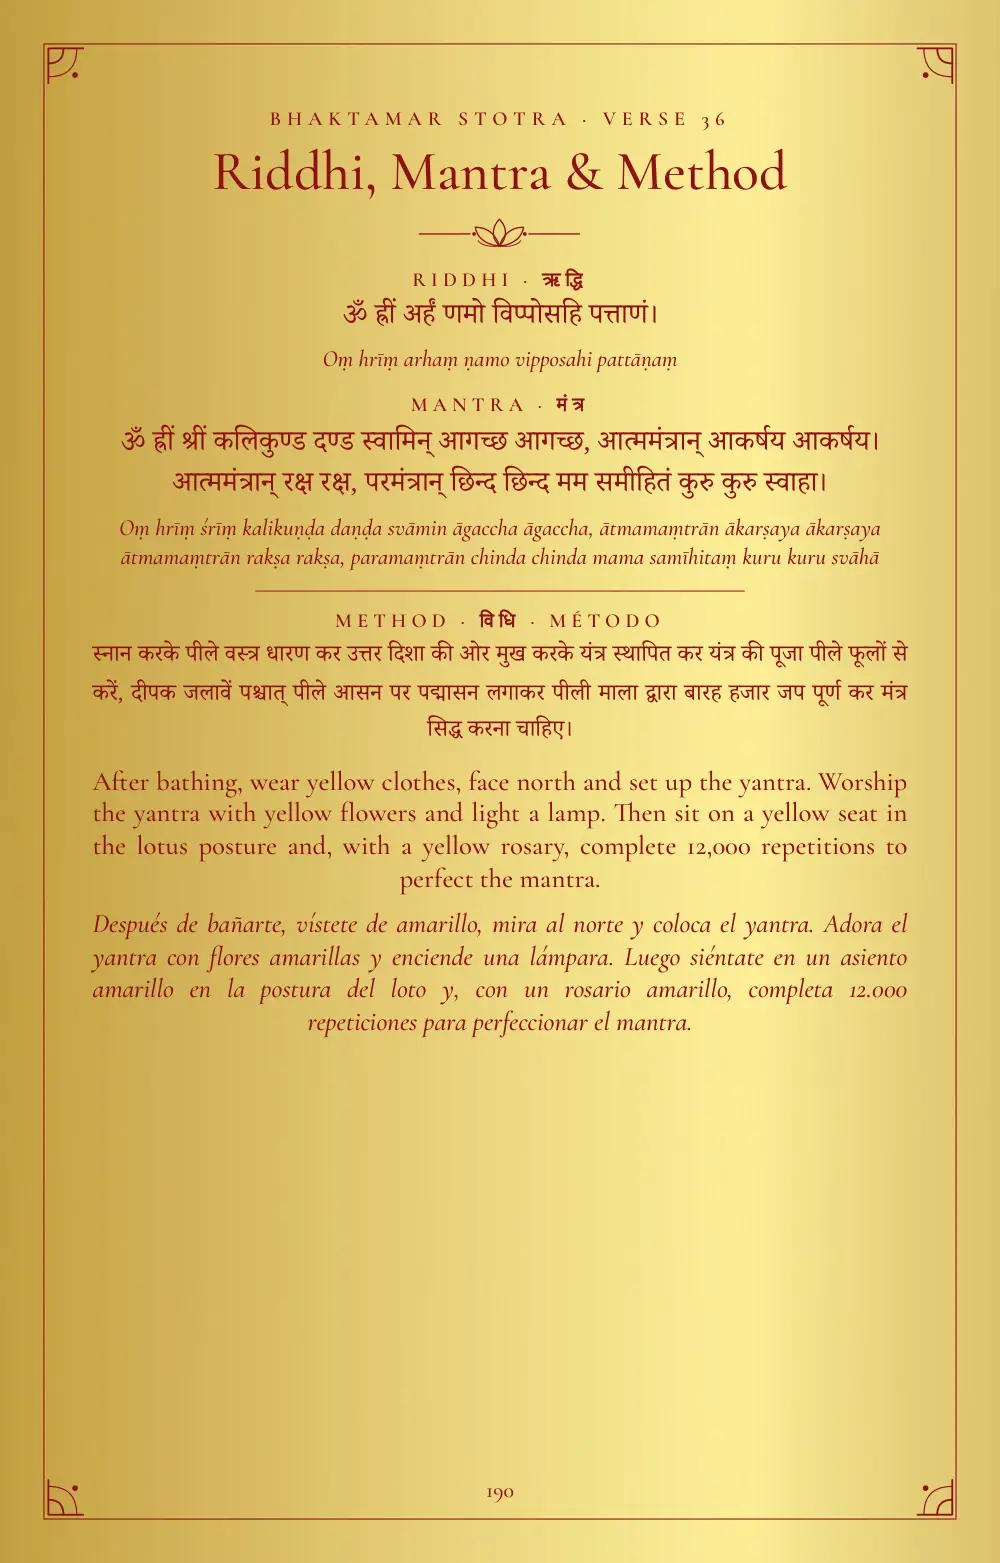 BHAKTAMAR STOTRA · VERSE 36
Riddhi, Mantra & Method
RIDDHI · ऋद्धि
ॐ ह्रीं अर्हं णमो विप्पोसहि पत्ताणं।
Oṃ hrīṃ arhaṃ ṇamo vipposahi pattāṇaṃ
MANTRA · मंत्र
ॐ ह्रीं श्रीं कलिकुण्ड दण्ड स्वामिन् आगच्छ आगच्छ, आत्ममंत्रान् आकर्षय आकर्षय।
आत्ममंत्रान् रक्ष रक्ष, परमंत्रान् छिन्द छिन्द मम समीहितं कुरु कुरु स्वाहा।
Oṃ hrīṃ śrīṃ kalikuṇḍa daṇḍa svāmin āgaccha āgaccha, ātmamaṃtrān ākarṣaya ākarṣaya
ātmamaṃtrān rakṣa rakṣa, paramaṃtrān chinda chinda mama samīhitaṃ kuru kuru svāhā
METHOD · विधि · MÉTODO
स्नान करके पीले वस्त्र धारण कर उत्तर दिशा की ओर मुख करके यंत्र स्थापित कर यंत्र की पूजा पीले फूलों से
करें, दीपक जलावें पश्चात् पीले आसन पर पद्मासन लगाकर पीली माला द्वारा बारह हजार जप पूर्ण कर मंत्र
सिद्ध करना चाहिए।
After bathing, wear yellow clothes, face north and set up the yantra. Worship
the yantra with yellow flowers and light a lamp. Then sit on a yellow seat in
the lotus posture and, with a yellow rosary, complete 12,000 repetitions to
perfect the mantra.
Después de bañarte, vístete de amarillo, mira al norte y coloca el yantra. Adora el
yantra con flores amarillas y enciende una lámpara. Luego siéntate en un asiento
amarillo en la postura del loto y, con un rosario amarillo, completa 12.000
repeticiones para perfeccionar el mantra.
190